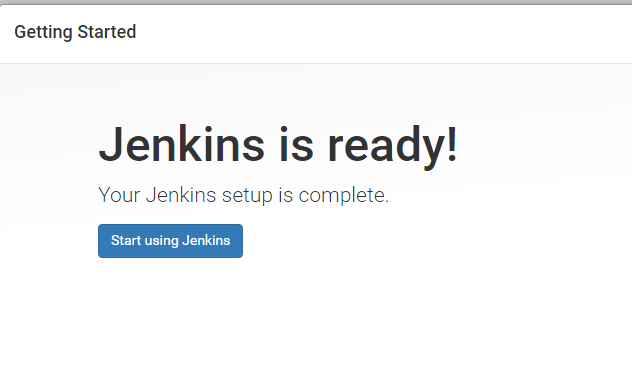 Getting Started
Jenkins is ready!
Your Jenkins setup is complete.
Start using Jenkins